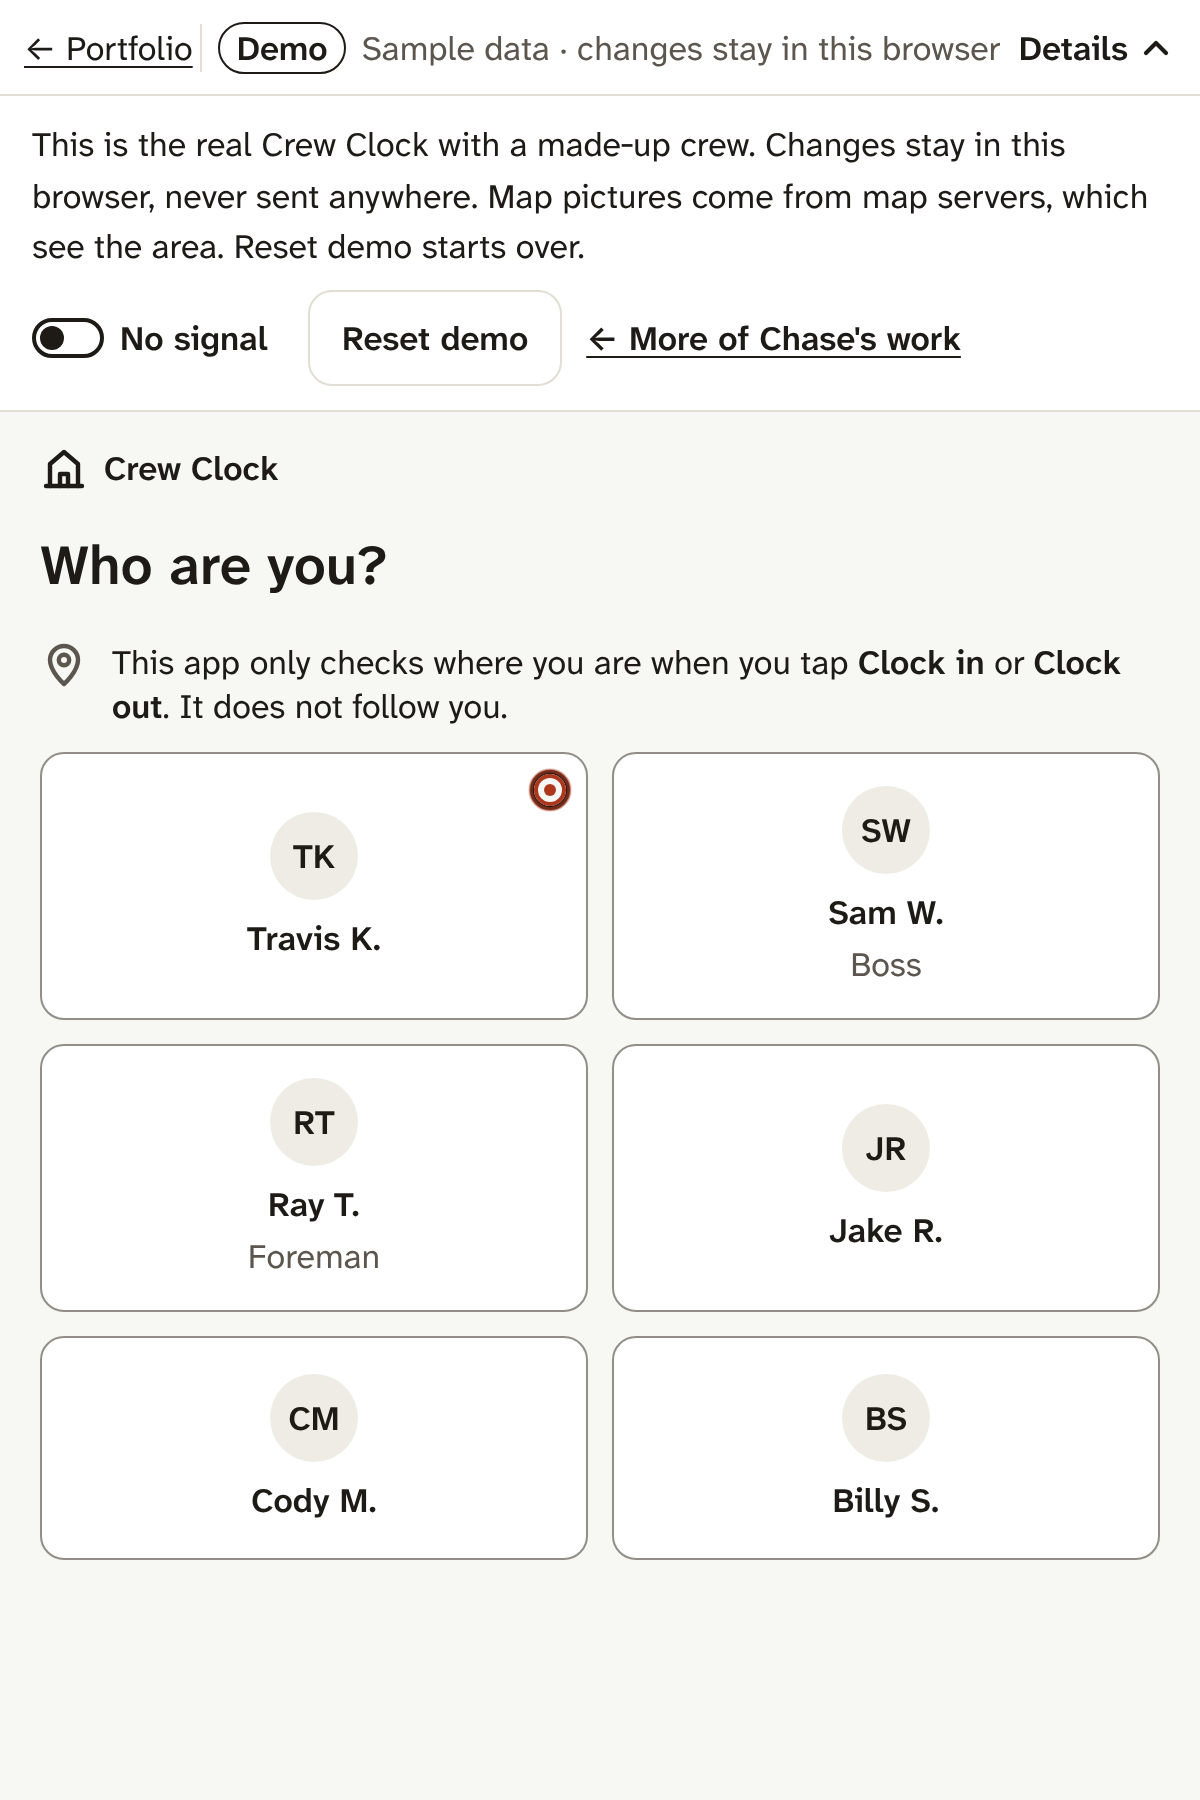 ← Portfolio Demo Sample data · changes stay in this browser Details
This is the real Crew Clock with a made-up crew. Changes stay in this
browser, never sent anywhere. Map pictures come from map servers, which
see the area. Reset demo starts over.
No signal Reset demo ← More of Chase's work
Crew Clock
Who are you?
This app only checks where you are when you tap Clock in or Clock
out. It does not follow you.
TK
Travis K.
SW
Sam W.
Boss
RT
Ray T.
Foreman
JR
Jake R.
CM
Cody M.
BS
Billy S.